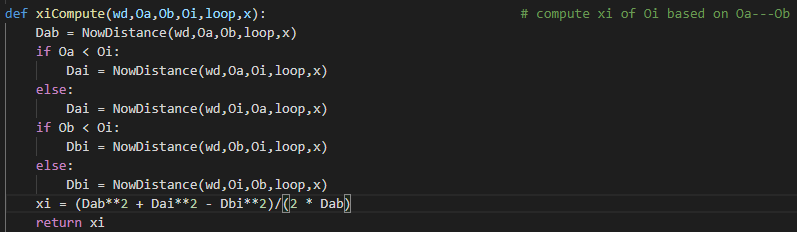 def xiCompute(wd,Oa,Ob,Oi,loop,x): # compute xi of Oi based on Oa---Ob
    Dab = NowDistance(wd,Oa,Ob,loop,x)
    if Oa < Oi:
        Dai = NowDistance(wd,Oa,Oi,loop,x)
    else:
        Dai = NowDistance(wd,Oi,Oa,loop,x)
    if Ob < Oi:
        Dbi = NowDistance(wd,Ob,Oi,loop,x)
    else:
        Dbi = NowDistance(wd,Oi,Ob,loop,x)
    xi = (Dab**2 + Dai**2 - Dbi**2)/(2 * Dab)
    return xi